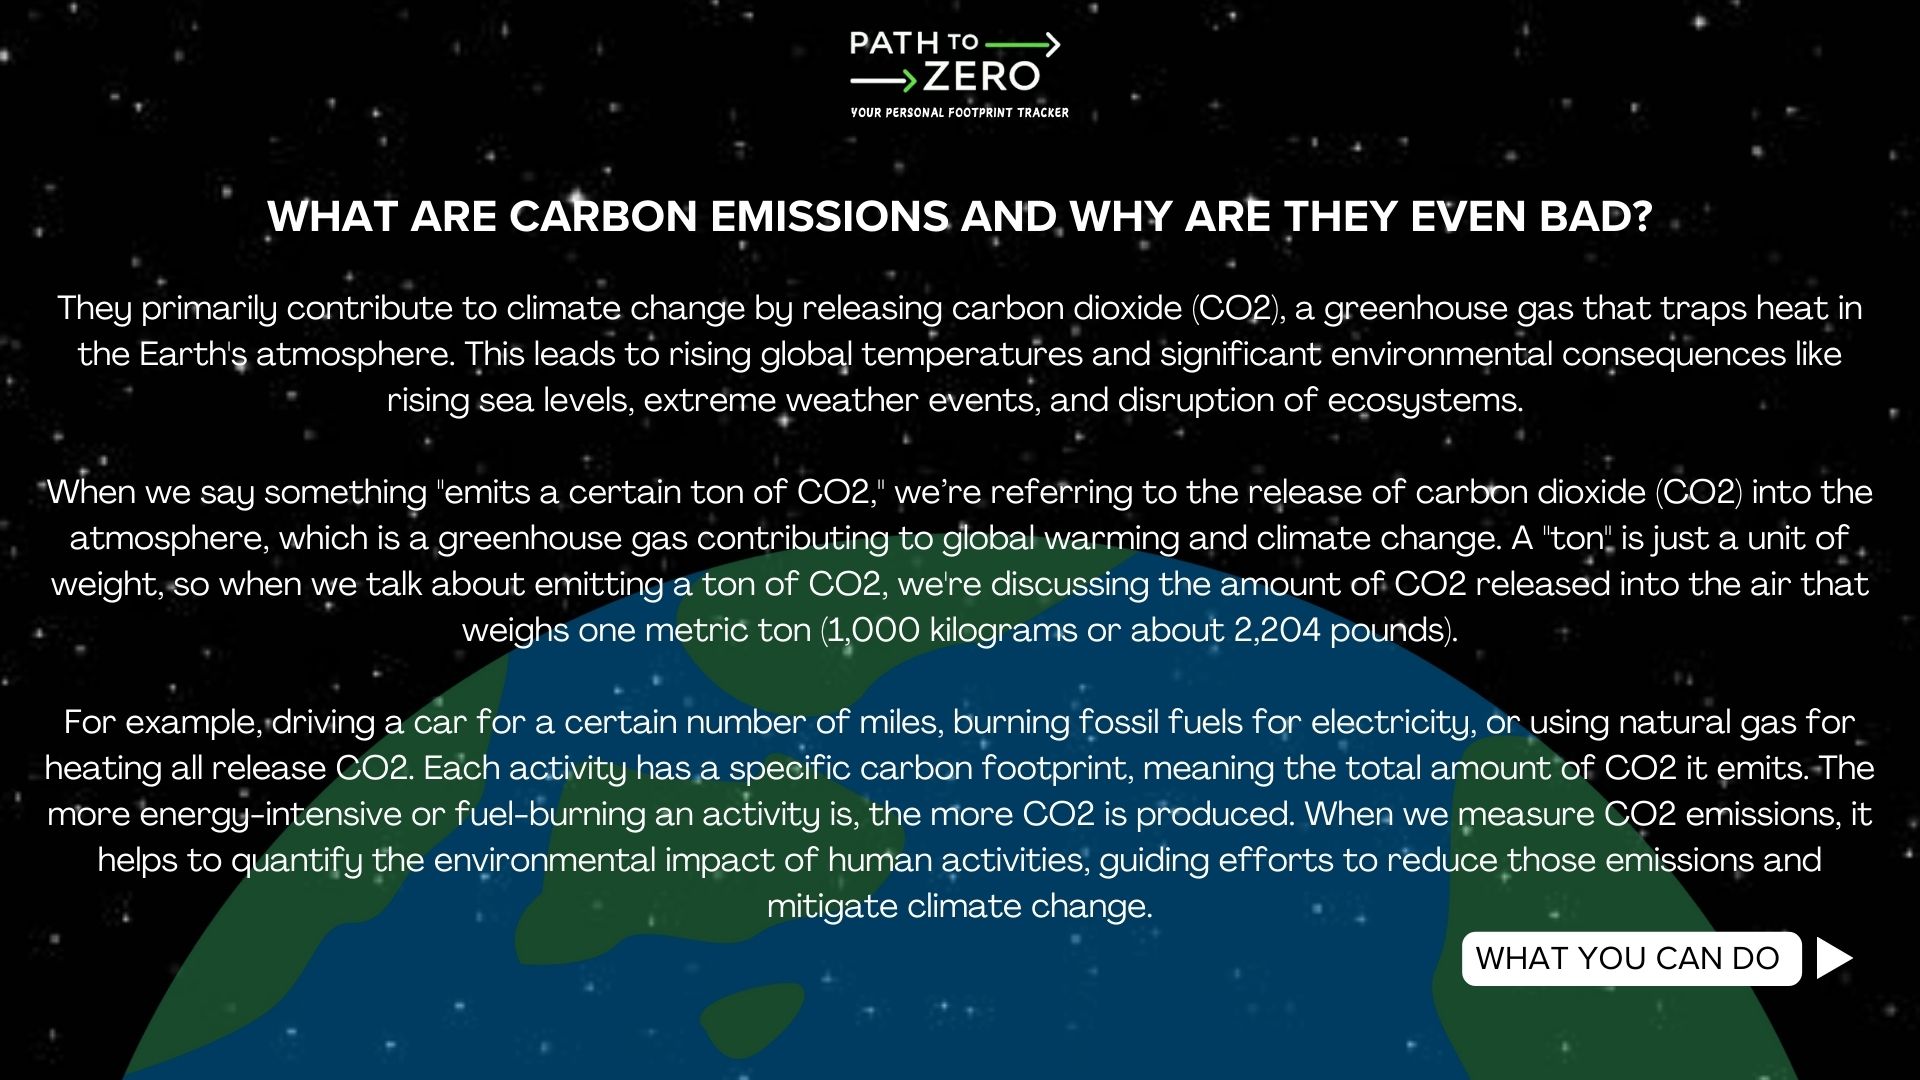 PATH TO
ZERO
YOUR PERSONAL FOOTPRINT TRACKER
WHAT ARE CARBON EMISSIONS AND WHY ARE THEY EVEN BAD?
They primarily contribute to climate change by releasing carbon dioxide (CO2), a greenhouse gas that traps heat in
the Earth's atmosphere. This leads to rising global temperatures and significant environmental consequences like
rising sea levels, extreme weather events, and disruption of ecosystems.
When we say something "emits a certain ton of CO2," we’re referring to the release of carbon dioxide (CO2) into the
atmosphere, which is a greenhouse gas contributing to global warming and climate change. A "ton" is just a unit of
weight, so when we talk about emitting a ton of CO2, we're discussing the amount of CO2 released into the air that
weighs one metric ton (1,000 kilograms or about 2,204 pounds).
For example, driving a car for a certain number of miles, burning fossil fuels for electricity, or using natural gas for
heating all release CO2. Each activity has a specific carbon footprint, meaning the total amount of CO2 it emits. The
more energy-intensive or fuel-burning an activity is, the more CO2 is produced. When we measure CO2 emissions, it
helps to quantify the environmental impact of human activities, guiding efforts to reduce those emissions and
mitigate climate change.
WHAT YOU CAN DO